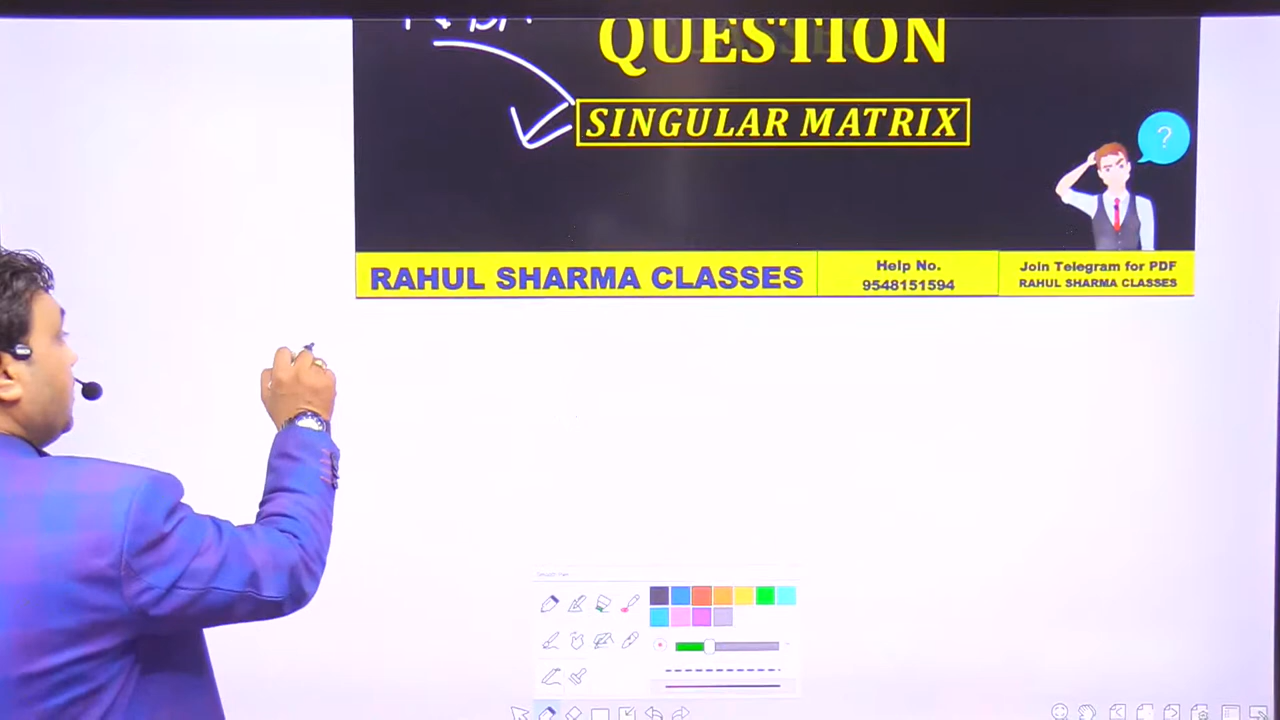 QUESTION
SINGULAR MATRIX
?
RAHUL SHARMA CLASSES
Help No.
9548151594
Join Telegram for PDF
RAHUL SHARMA CLASSES